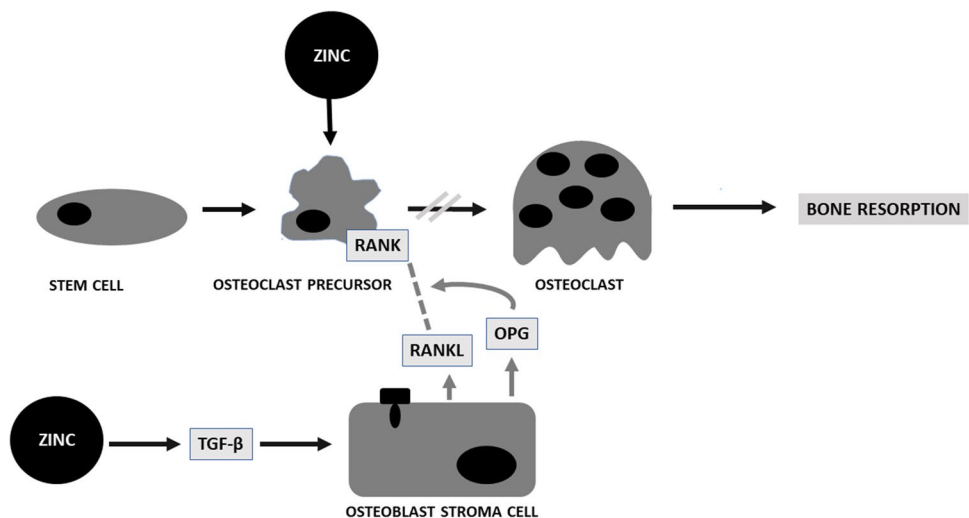 ZINC
RANK
BONE RESORPTION
STEM CELL
OSTEOCLAST PRECURSOR
OSTEOCLAST
OPG
RANKL
ZINC
TGF-β
OSTEOBLAST STROMA CELL